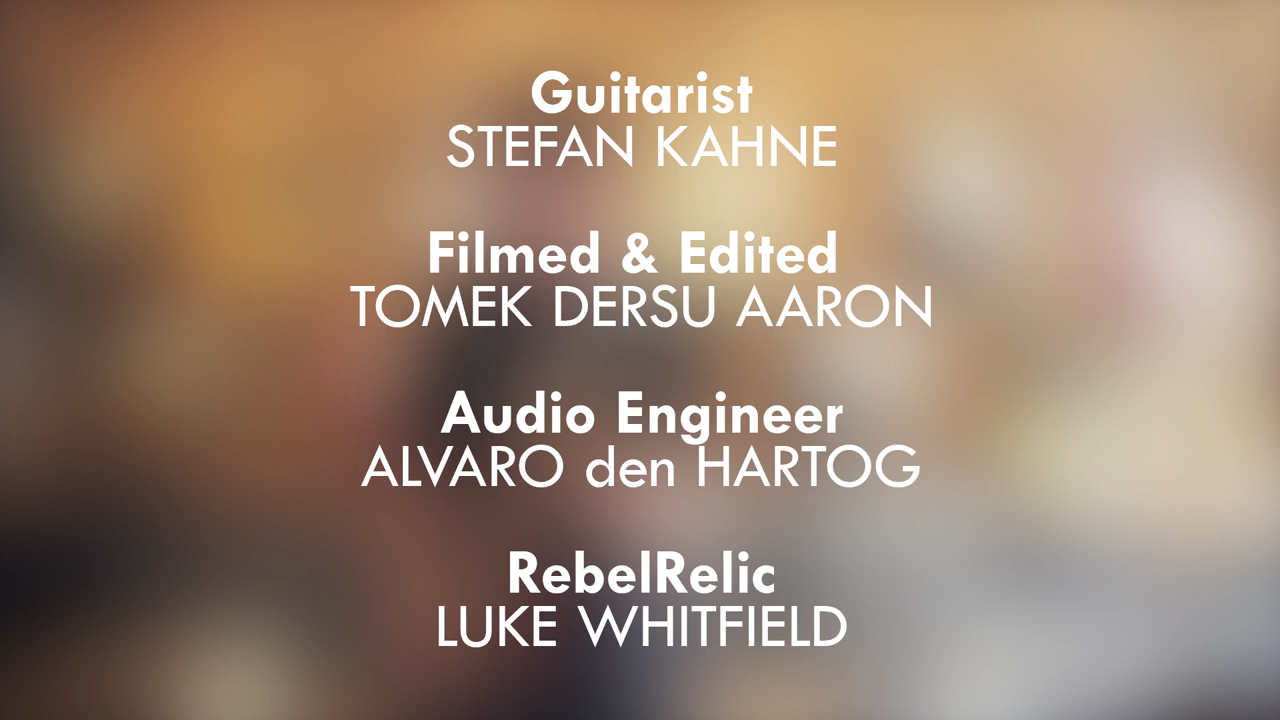 Guitarist
STEFAN KAHNE
Filmed & Edited
TOMEK DERSU AARON
Audio Engineer
ALVARO den HARTOG
RebelRelic
LUKE WHITFIELD